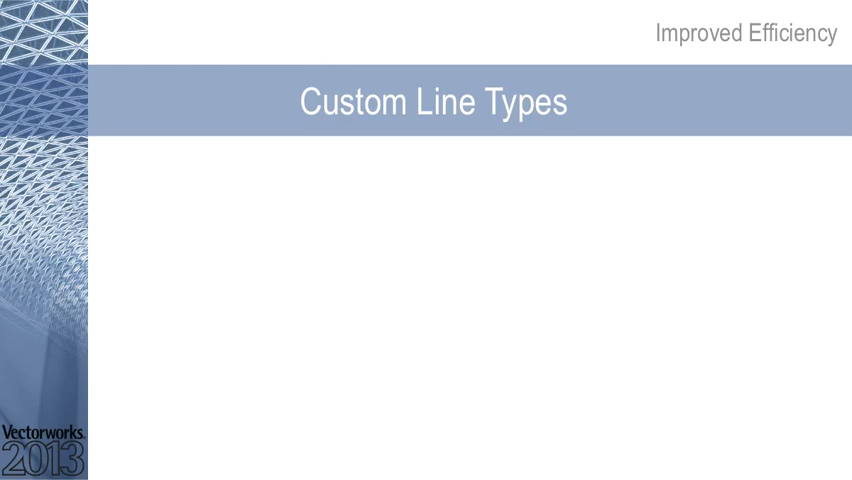 Improved Efficiency
Custom Line Types
Vectorworks.
2013